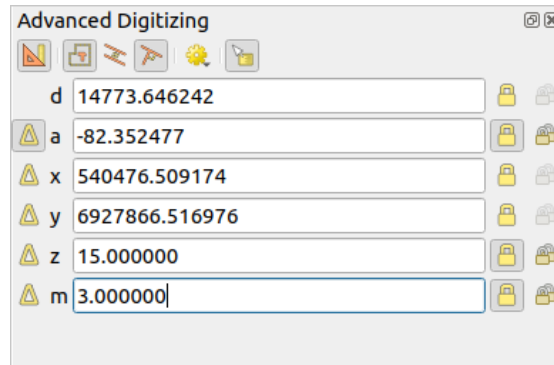 Advanced Digitizing
d 14773.646242
a -82.352477
x 540476.509174
y 6927866.516976
z 15.000000
m 3.000000